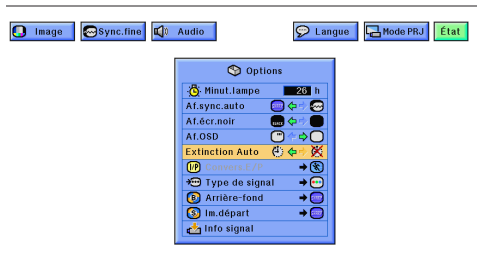 Image Sync.fine Audio Langue Mode PRJ État
Options
Minut.lampe 26 h
Af.sync.auto
Af.écr.noir
Af.OSD
Extinction Auto
I/P
Type de signal
B Arrière-fond
S Im.départ
Info signal